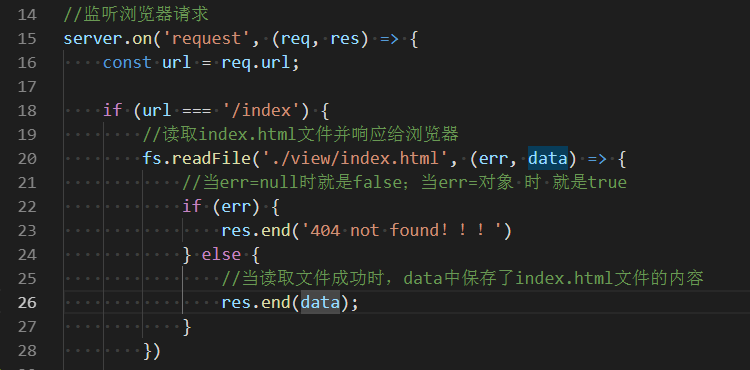 14 //监听浏览器请求
15 server.on('request', (req, res) => {
16 const url = req.url;
17
18 if (url === '/index') {
19 //读取index.html文件并响应给浏览器
20 fs.readFile('./view/index.html', (err, data) => {
21 //当err=null时就是false；当err=对象 时 就是true
22 if (err) {
23 res.end('404 not found！！！')
24 } else {
25 //当读取文件成功时，data中保存了index.html文件的内容
26 res.end(data);
27 }
28 })